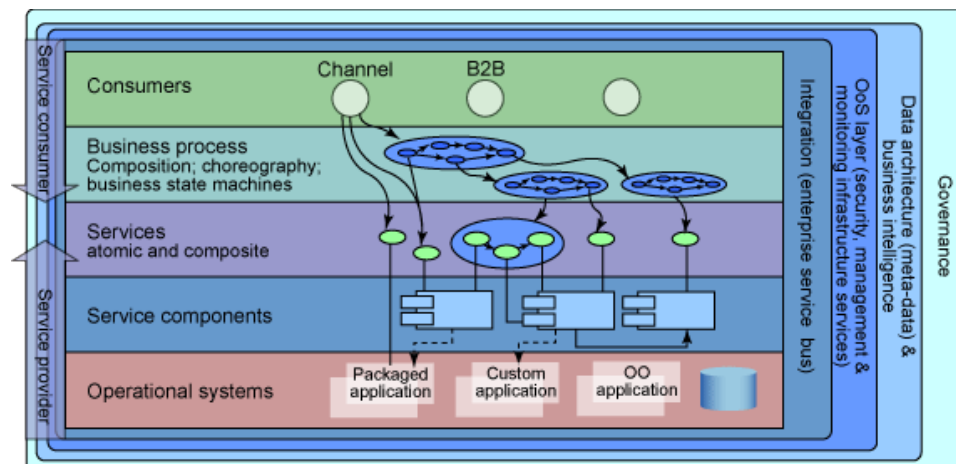 Channel
B2B
Consumers
Business process
Composition; choreography;
business state machines
Services
atomic and composite
Service components
Operational systems
Packaged
application
Custom
application
OO
application
Service consumer
Service provider
Integration (enterprise service bus)
OoS layer (security, management &
monitoring infrastructure services)
Data architecture (meta-data) &
business intelligence
Governance